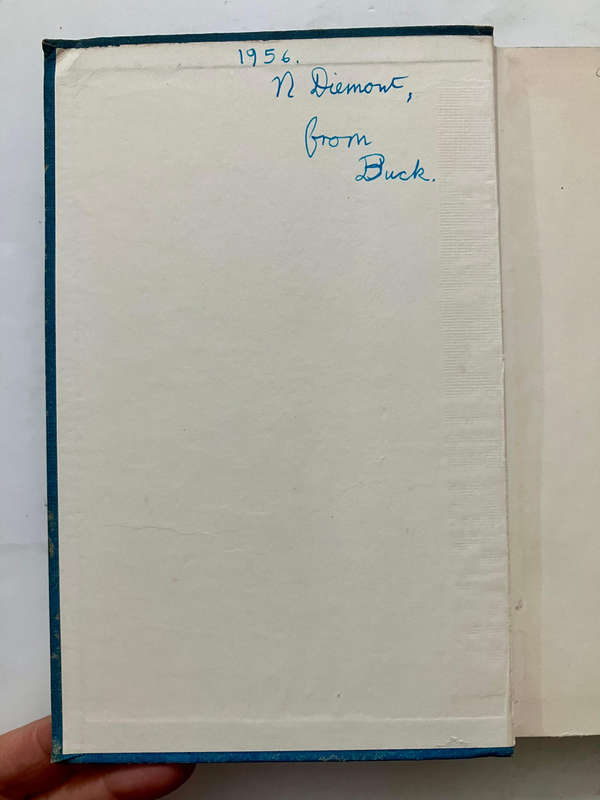 1956.
N Diemont,
from
Buck.